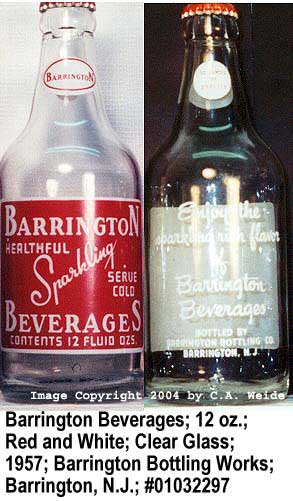 BARRINGTON
BARRINGTON
HEALTHFUL
Sparkling
SERVE
COLD
BEVERAGES
CONTENTS 12 FLUID OZS.
Enjoy the
sparkling rich flavor
of
Barrington
Beverages
BOTTLED BY
BARRINGTON BOTTLING CO.
BARRINGTON, N.J.
Image Copyright 2004 by C.A. Weide
Barrington Beverages; 12 oz.;
Red and White; Clear Glass;
1957; Barrington Bottling Works;
Barrington, N.J.; #01032297